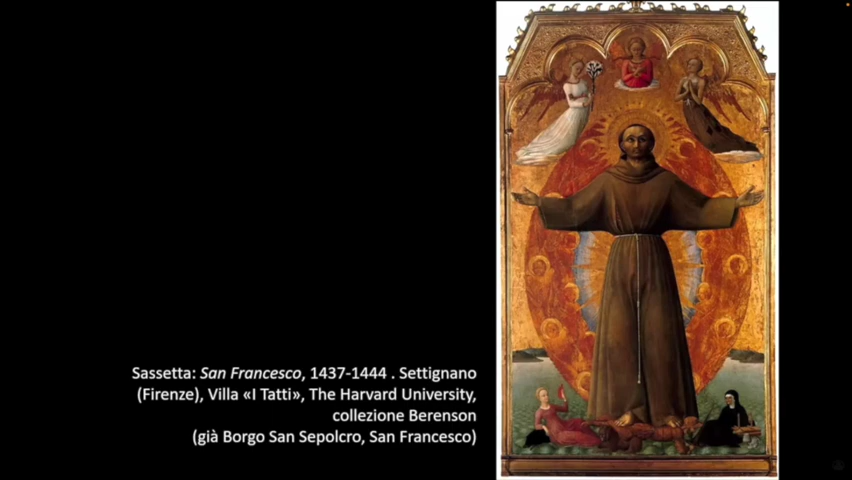 Sassetta: San Francesco, 1437-1444 . Settignano
(Firenze), Villa «I Tatti», The Harvard University,
collezione Berenson
(già Borgo San Sepolcro, San Francesco)